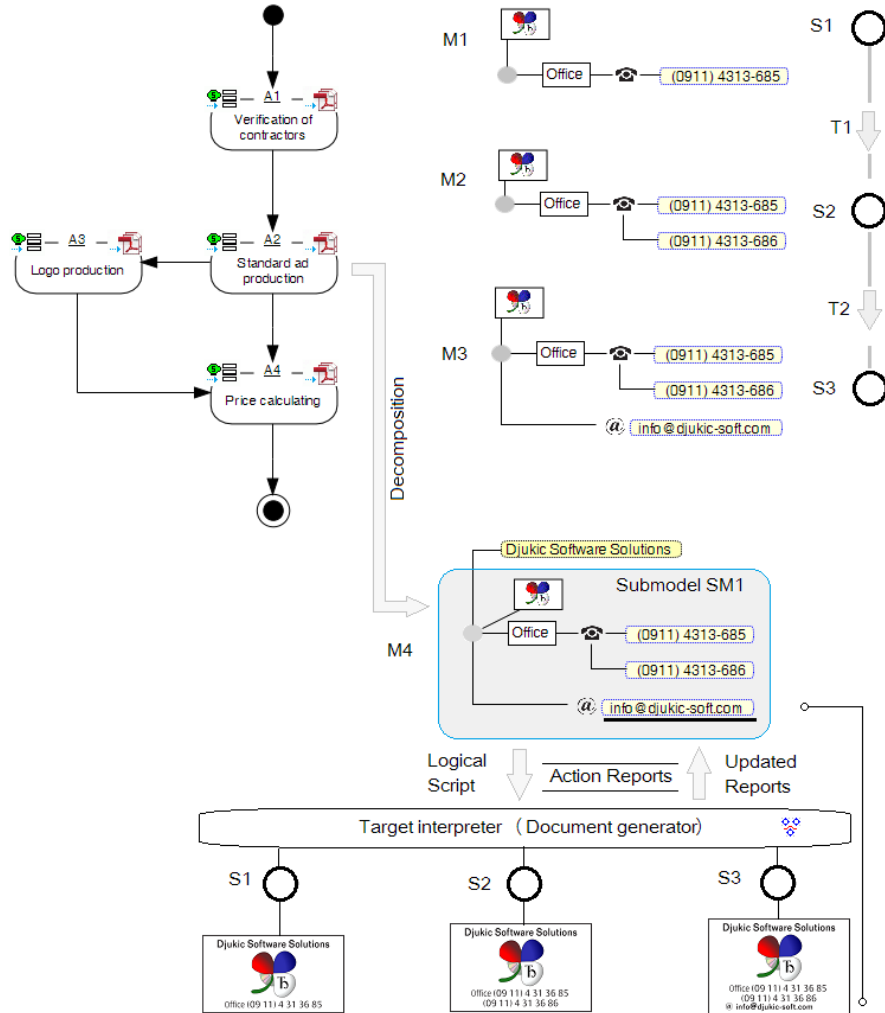 A1
Verification of
contractors
A3
Logo production
A2
Standard ad
production
A4
Price calculating
Decomposition
M1
Office
(0911) 4313-685
M2
Office
(0911) 4313-685
(0911) 4313-686
M3
Office
(0911) 4313-685
(0911) 4313-686
@ info@djukic-soft.com
S1
T1
S2
T2
S3
Djukic Software Solutions
Submodel SM1
M4
Office
(0911) 4313-685
(0911) 4313-686
@ info@djukic-soft.com
Logical
Script
Action Reports
Updated
Reports
Target interpreter (Document generator)
S1
S2
S3
Djukic Software Solutions
Ђ
Office (09 11) 4 31 36 85
Djukic Software Solutions
Ђ
Office (09 11) 4 31 36 85
(09 11) 4 31 36 86
Djukic Software Solutions
Ђ
Office (09 11) 4 31 36 85
(09 11) 4 31 36 86
@ info@djukic-soft.com